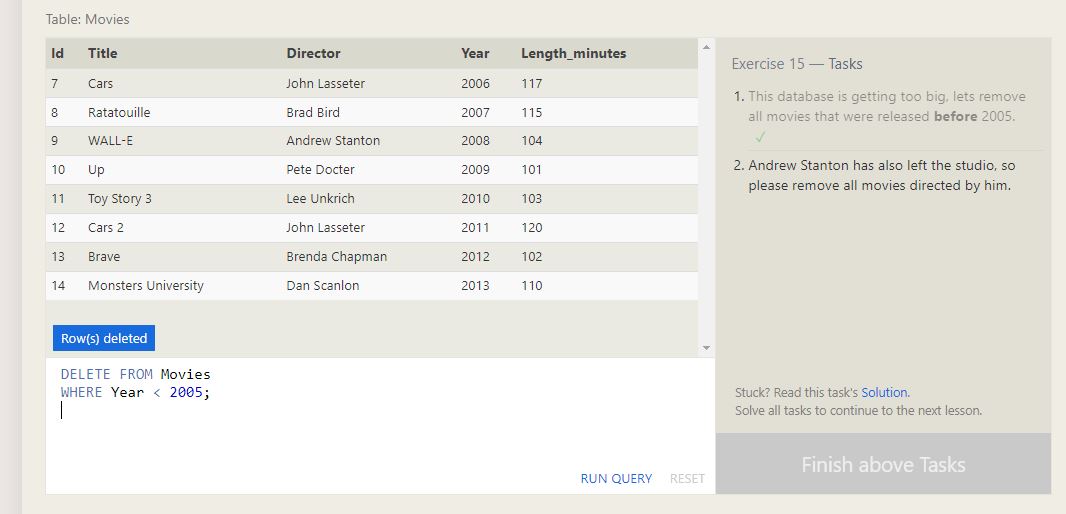 Table: Movies
Id Title Director Year Length_minutes
7 Cars John Lasseter 2006 117
8 Ratatouille Brad Bird 2007 115
9 WALL-E Andrew Stanton 2008 104
10 Up Pete Docter 2009 101
11 Toy Story 3 Lee Unkrich 2010 103
12 Cars 2 John Lasseter 2011 120
13 Brave Brenda Chapman 2012 102
14 Monsters University Dan Scanlon 2013 110
Row(s) deleted
DELETE FROM Movies
WHERE Year < 2005;
RUN QUERY RESET
Exercise 15 — Tasks
1. This database is getting too big, lets remove
all movies that were released before 2005.
✓
2. Andrew Stanton has also left the studio, so
please remove all movies directed by him.
Stuck? Read this task's Solution.
Solve all tasks to continue to the next lesson.
Finish above Tasks